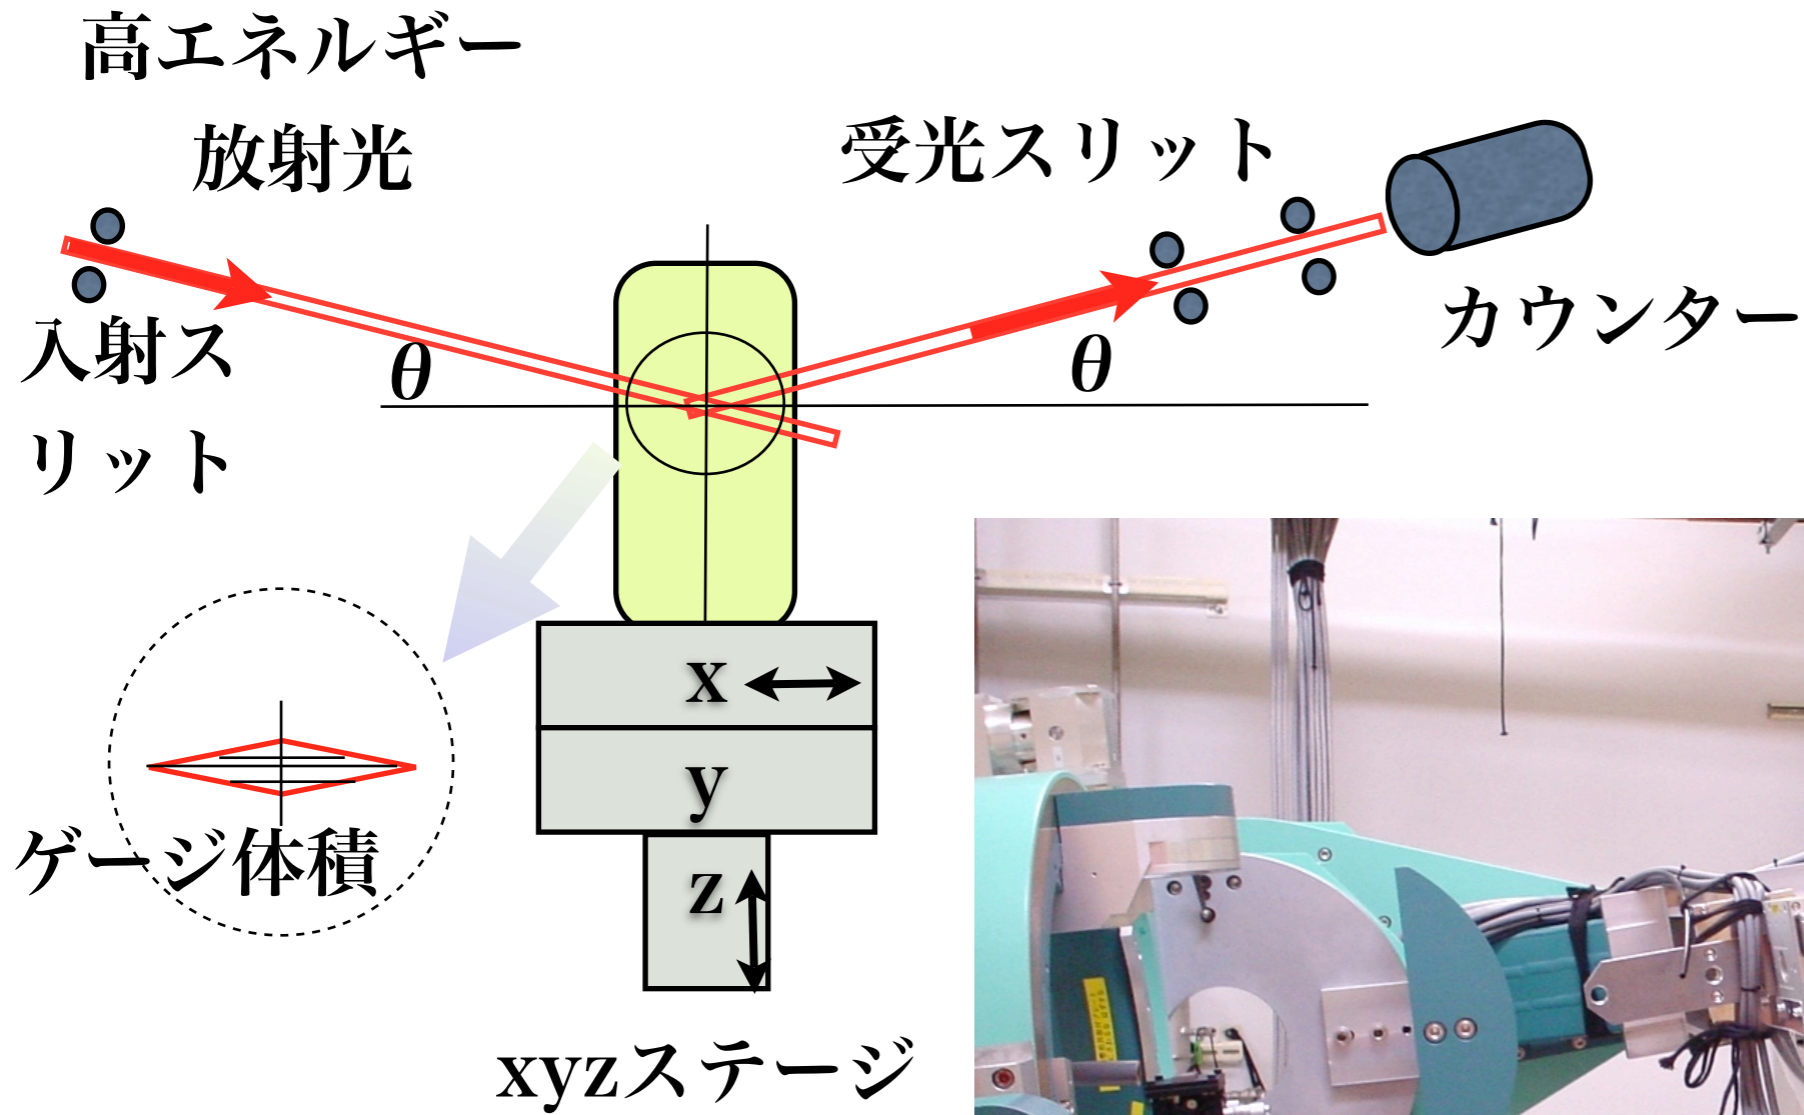 高エネルギー
放射光
受光スリット
カウンター
入射ス
リット
θ
θ
x
y
z
ゲージ体積
xyzステージ